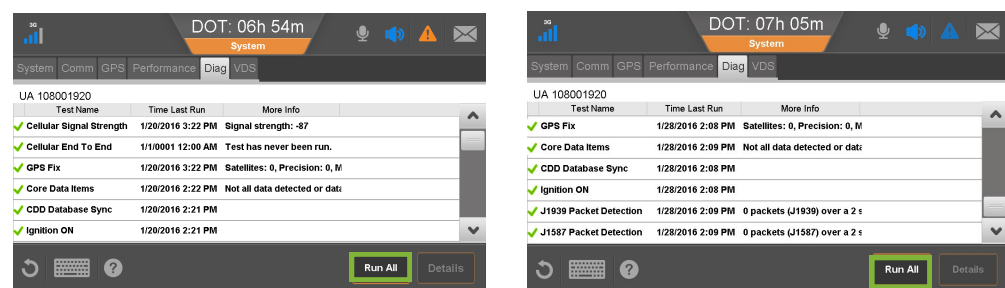 3G
DOT: 06h 54m
System
System Comm GPS Performance Diag VDS
UA 108001920
Test Name Time Last Run More Info
Cellular Signal Strength 1/20/2016 3:22 PM Signal strength: -87
Cellular End To End 1/1/0001 12:00 AM Test has never been run.
GPS Fix 1/20/2016 3:22 PM Satellites: 0, Precision: 0, M
Core Data Items 1/20/2016 2:22 PM Not all data detected or data
CDD Database Sync 1/20/2016 2:21 PM
Ignition ON 1/20/2016 2:21 PM
?
Run All Details
3G
DOT: 07h 05m
System
System Comm GPS Performance Diag VDS
UA 108001920
Test Name Time Last Run More Info
GPS Fix 1/28/2016 2:08 PM Satellites: 0, Precision: 0, M
Core Data Items 1/28/2016 2:09 PM Not all data detected or data
CDD Database Sync 1/28/2016 2:08 PM
Ignition ON 1/28/2016 2:08 PM
J1939 Packet Detection 1/28/2016 2:09 PM 0 packets (J1939) over a 2 s
J1587 Packet Detection 1/28/2016 2:09 PM 0 packets (J1587) over a 2 s
?
Run All Details